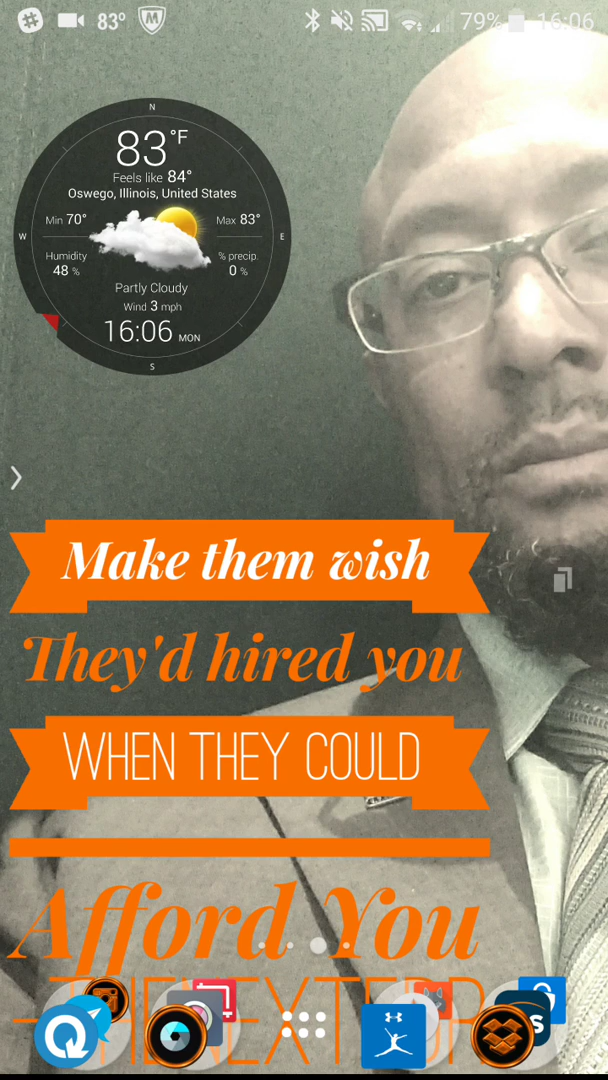 83° 79% 16:06
N
83°F
Feels like 84°
Oswego, Illinois, United States
Min 70° Max 83°
W E
Humidity % precip.
48 % 0 %
Partly Cloudy
Wind 3 mph
16:06 MON
S
Make them wish
They'd hired you
WHEN THEY COULD
Afford You